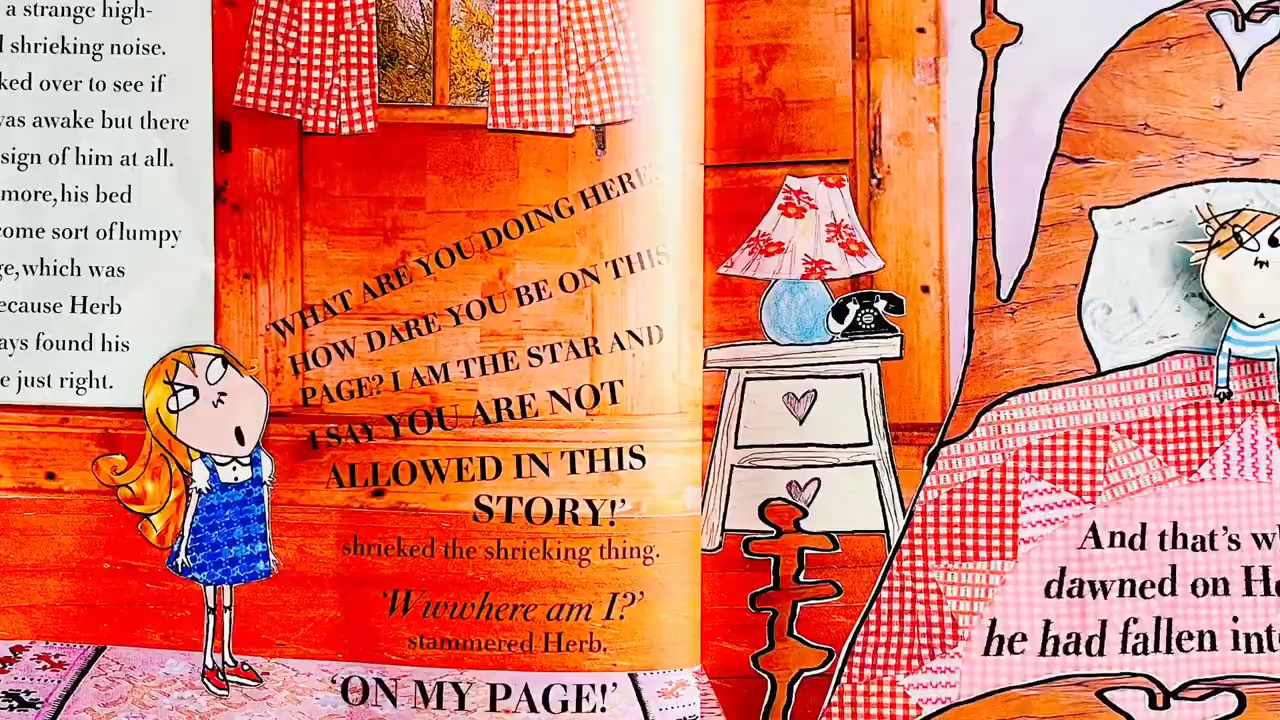 a strange high-
shrieking noise.
ked over to see if
was awake but there
sign of him at all.
more, his bed
come sort of lumpy
which was
ecause Herb
ays found his
e just right.
'WHAT ARE YOU DOING HERE?
HOW DARE YOU BE ON THIS
PAGE? I AM THE STAR AND
I SAY YOU ARE NOT
ALLOWED IN THIS
STORY!'
shrieked the shrieking thing.
'Wwwhere am I?'
stammered Herb.
'ON MY PAGE!'
And that's w
dawned on He
he had fallen int